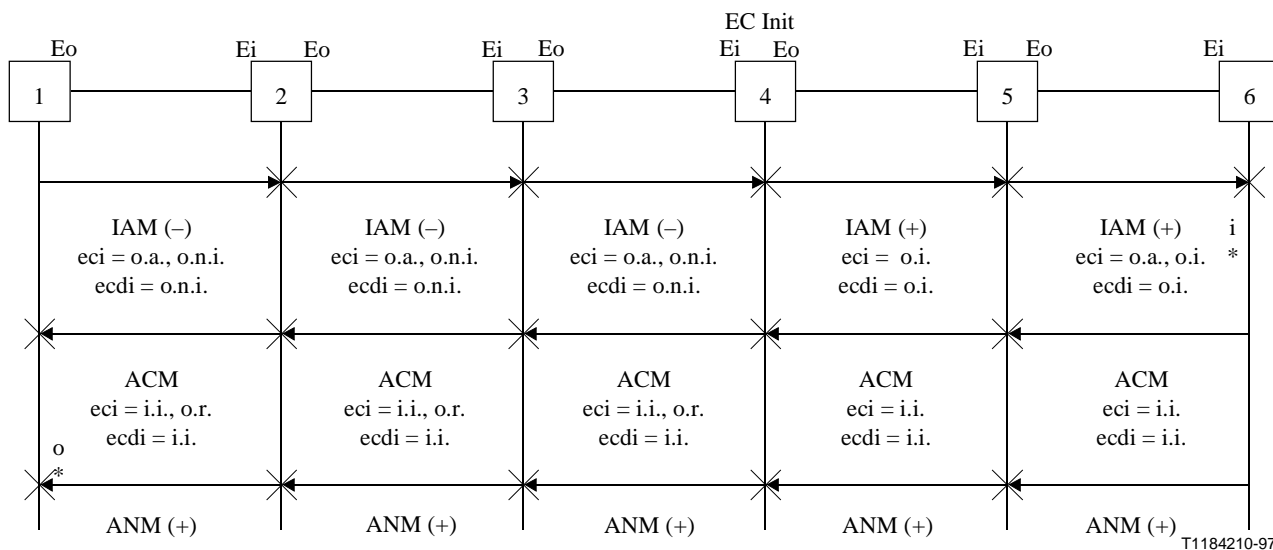 EC Init
Eo Ei Eo Ei Eo Ei Eo Ei Eo Ei
1 2 3 4 5 6
IAM (–) IAM (–) IAM (–) IAM (+) IAM (+) i
eci = o.a., o.n.i. eci = o.a., o.n.i. eci = o.a., o.n.i. eci = o.i. eci = o.a., o.i. *
ecdi = o.n.i. ecdi = o.n.i. ecdi = o.n.i. ecdi = o.i. ecdi = o.i.
ACM ACM ACM ACM ACM
eci = i.i., o.r. eci = i.i., o.r. eci = i.i., o.r. eci = i.i. eci = i.i.
ecdi = i.i. ecdi = i.i. ecdi = i.i. ecdi = i.i. ecdi = i.i.
o
*
ANM (+) ANM (+) ANM (+) ANM (+) ANM (+)
T1184210-97